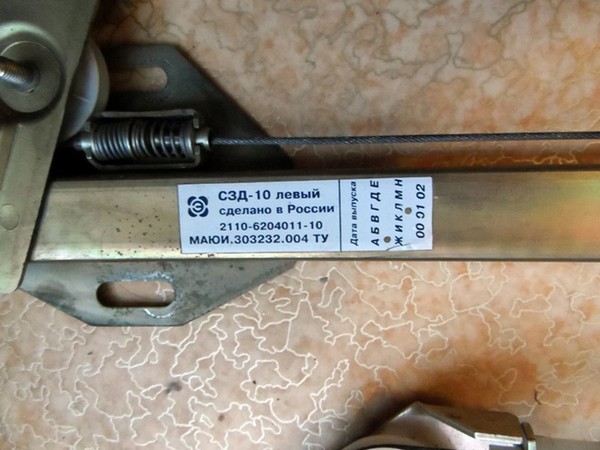 СЗД-10 левый
сделано в России
2110-6204011-10
МАЮИ.303232.004 ТУ
Дата выпуска
А Б В Г Д Е
Ж И К Л М Н
00 01 02